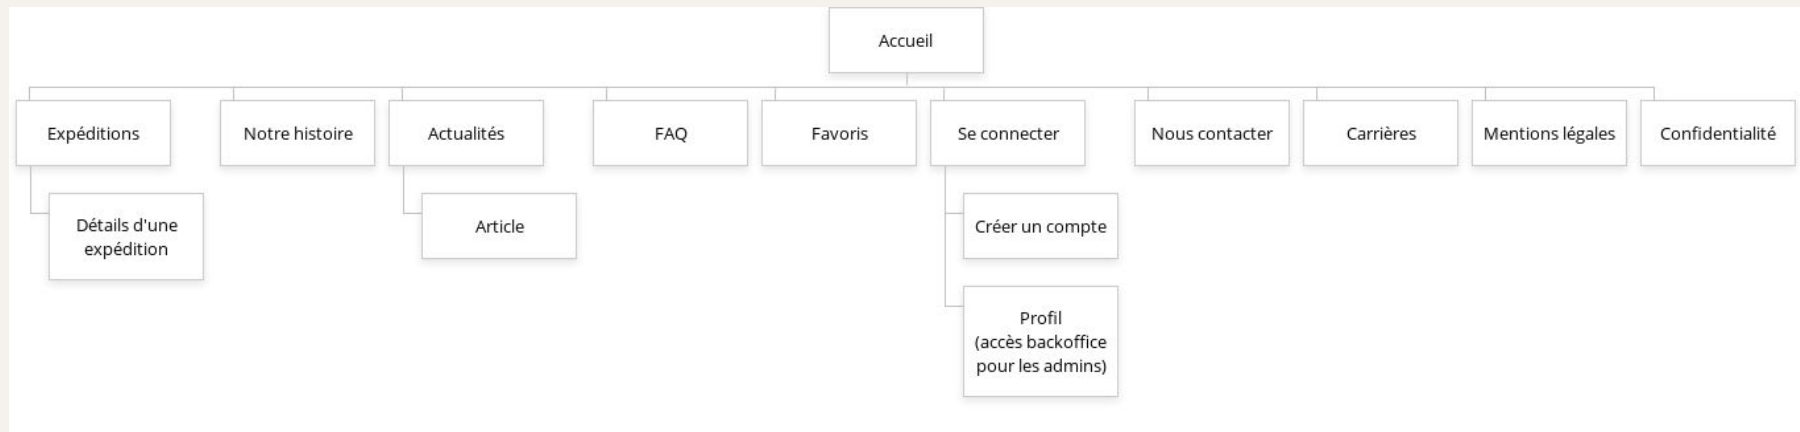 Accueil
Expéditions
Notre histoire
Actualités
FAQ
Favoris
Se connecter
Nous contacter
Carrières
Mentions légales
Confidentialité
Détails d'une
expédition
Article
Créer un compte
Profil
(accès backoffice
pour les admins)